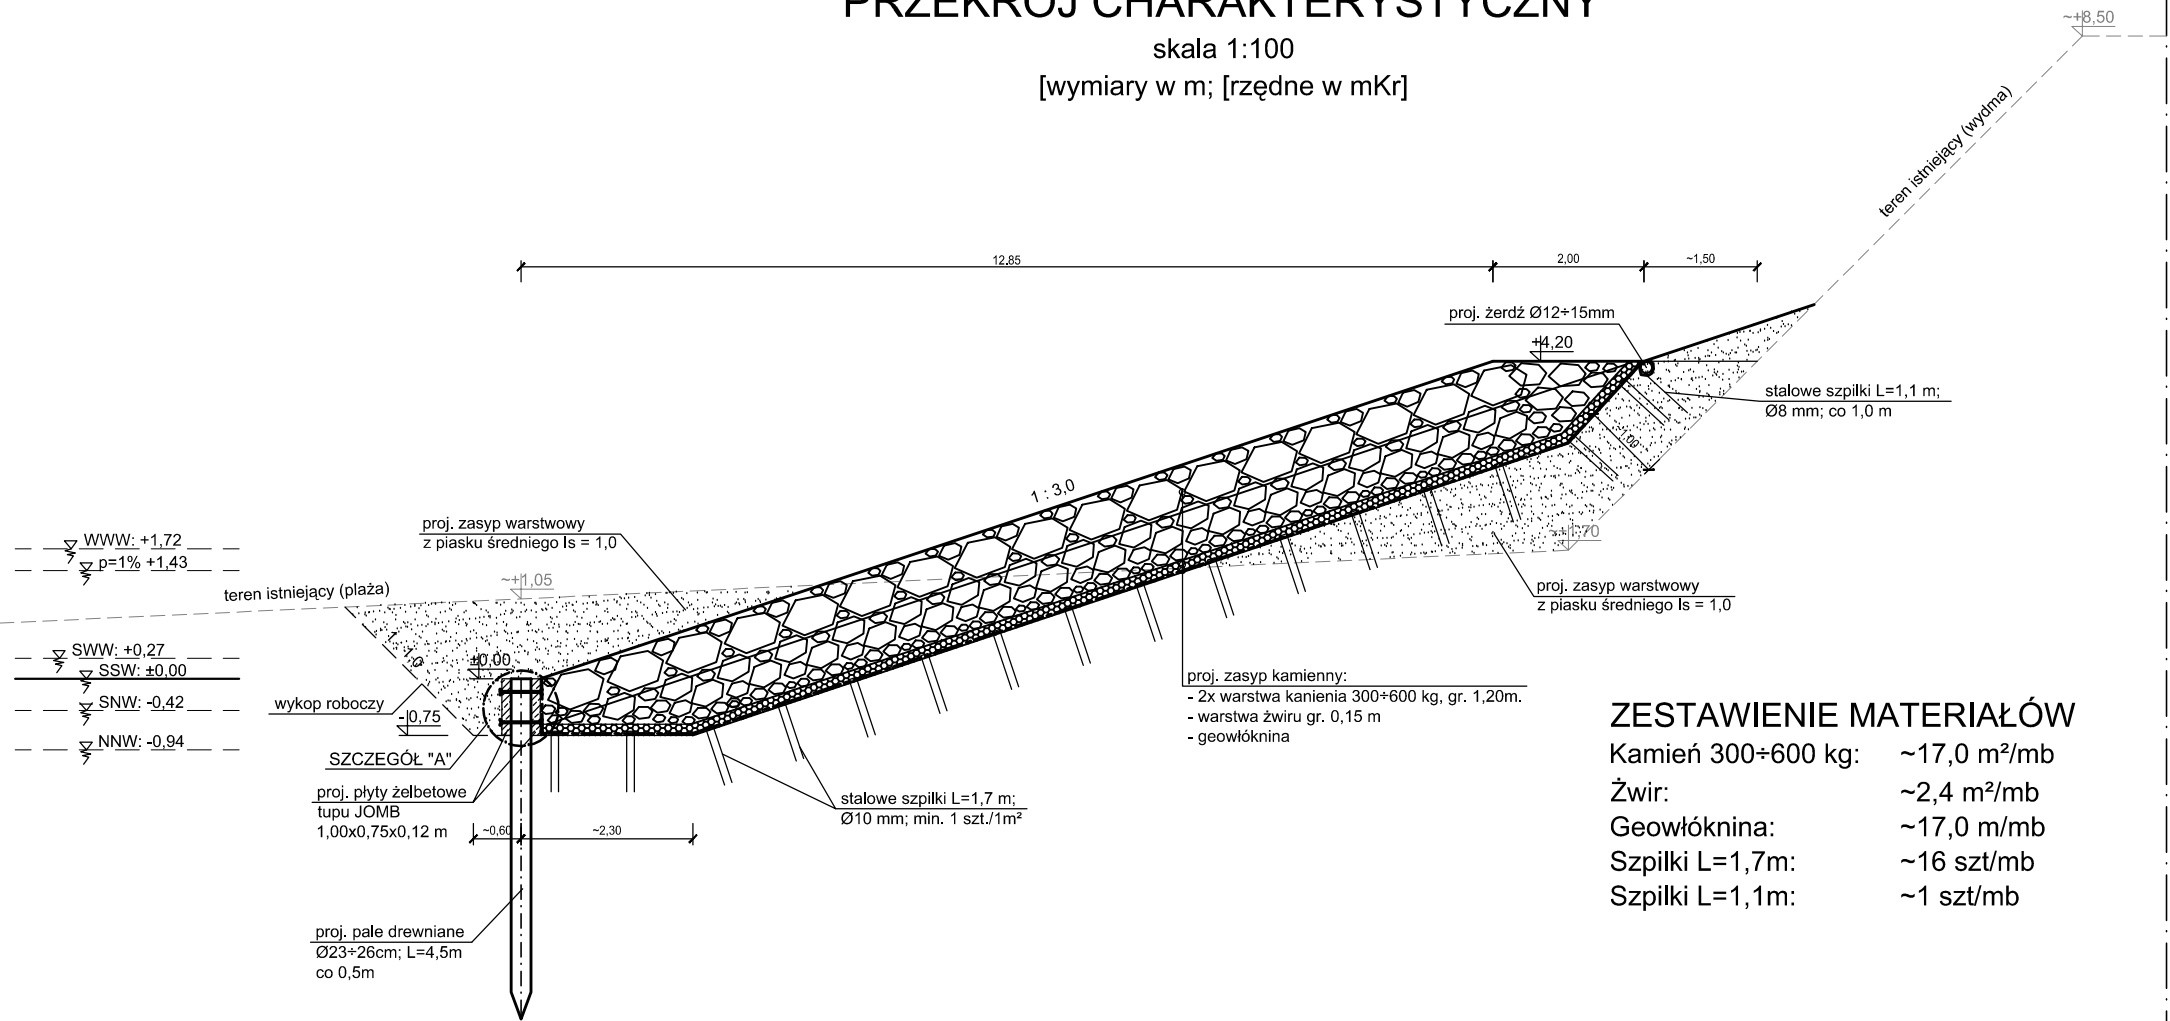 PRZEKRÓJ CHARAKTERYSTYCZNY
skala 1:100
[wymiary w m; [rzędne w mKr]
~+8,50
teren istniejący (wydma)
12.85
2,00
~1,50
proj. żerdź Ø12÷15mm
+4,20
stalowe szpilki L=1,1 m;
Ø8 mm; co 1,0 m
~1,00
1 : 3,0
proj. zasyp warstwowy
z piasku średniego Is = 1,0
WWW: +1,72
p=1% +1,43
teren istniejący (plaża)
~+1,05
~+1,70
proj. zasyp warstwowy
z piasku średniego Is = 1,0
SWW: +0,27
SSW: ±0,00
SNW: -0,42
NNW: -0,94
1 : 1,0
±0,00
wykop roboczy
-0,75
SZCZEGÓŁ "A"
proj. płyty żelbetowe
tupu JOMB
1,00x0,75x0,12 m
~0,60
~2,30
stalowe szpilki L=1,7 m;
Ø10 mm; min. 1 szt./1m²
proj. zasyp kamienny:
- 2x warstwa kanienia 300÷600 kg, gr. 1,20m.
- warstwa żwiru gr. 0,15 m
- geowłóknina
proj. pale drewniane
Ø23÷26cm; L=4,5m
co 0,5m
ZESTAWIENIE MATERIAŁÓW
Kamień 300÷600 kg: ~17,0 m²/mb
Żwir: ~2,4 m²/mb
Geowłóknina: ~17,0 m/mb
Szpilki L=1,7m: ~16 szt/mb
Szpilki L=1,1m: ~1 szt/mb